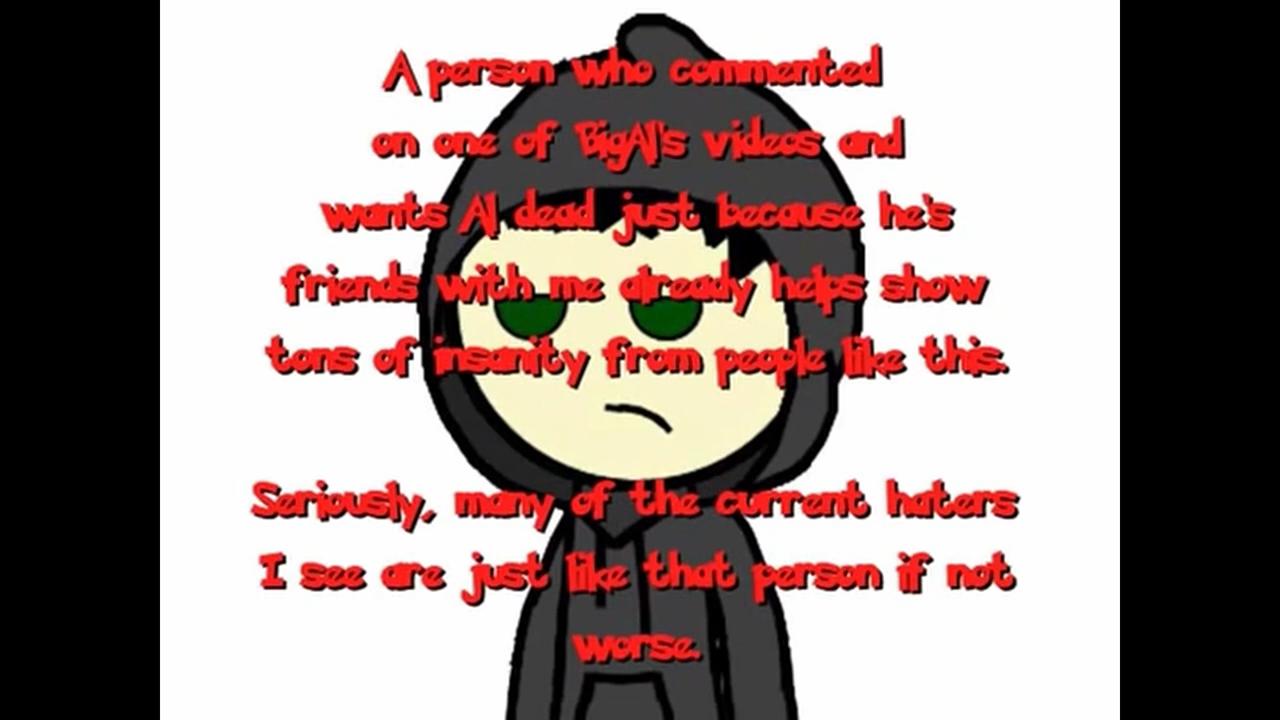 A person who commented
on one of BigAl's videos and
wants Al dead just because he's
friends with me already helps show
tons of insanity from people like this.
Seriously, many of the current haters
I see are just like that person if not
worse.